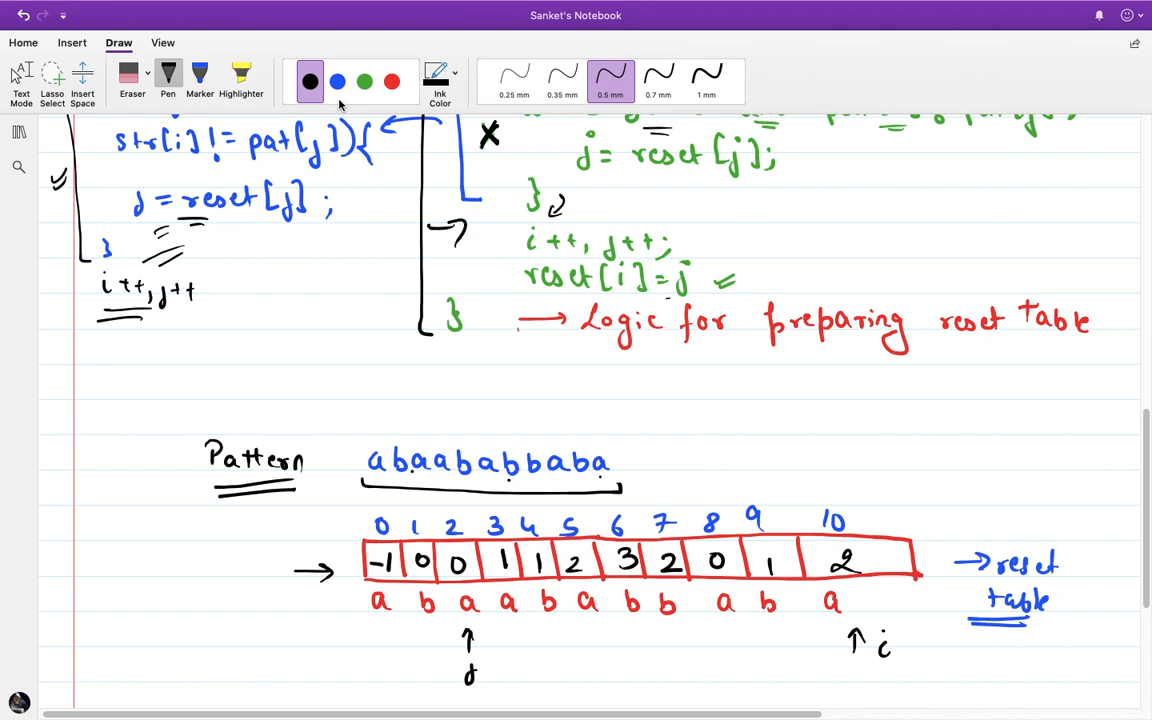 Sanket's Notebook
Home Insert Draw View
Text Mode
Lasso Select
Insert Space
Eraser
Pen
Marker
Highlighter
Ink Color
0.25 mm
0.35 mm
0.5 mm
0.7 mm
1 mm
str[i] != pat[j]){
j = reset[j] ;
}
i++, j++
j = reset [j];
}
i++, j++;
reset[i] = j
}
→ Logic for preparing reset table
Pattern abaababbaba
0 1 2 3 4 5 6 7 8 9 10
→ -1 0 0 1 1 2 3 2 0 1 2 → reset table
a b a a b a b b a b a
↑ j
↑ i